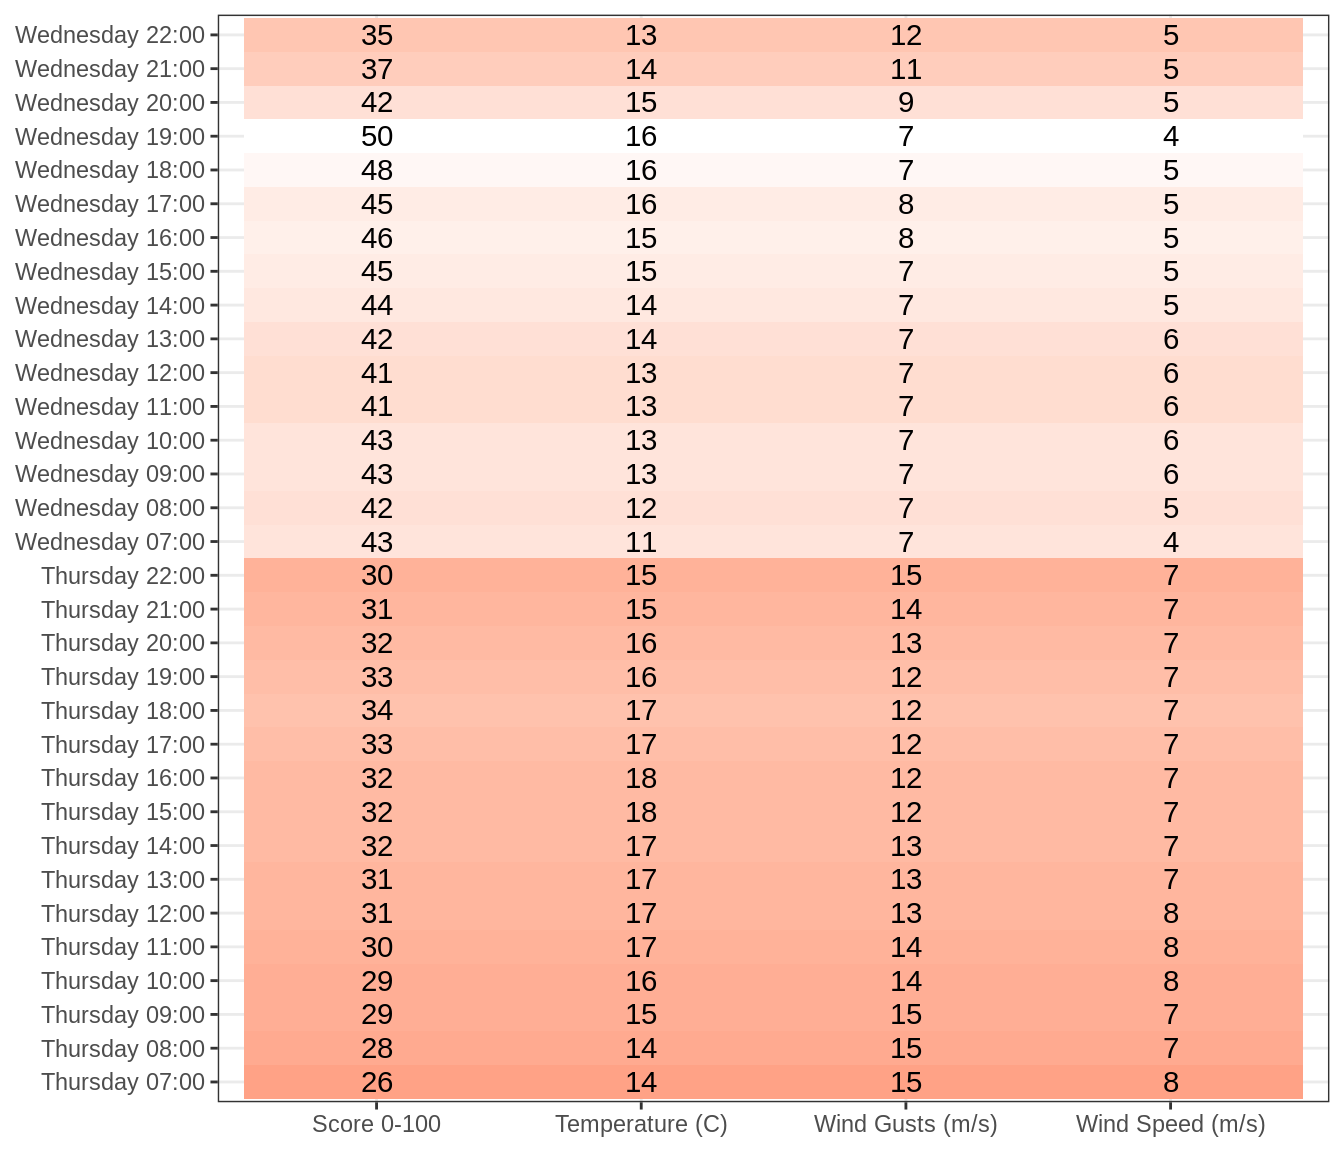 Wednesday 22:00 35 13 12 5
Wednesday 21:00 37 14 11 5
Wednesday 20:00 42 15 9 5
Wednesday 19:00 50 16 7 4
Wednesday 18:00 48 16 7 5
Wednesday 17:00 45 16 8 5
Wednesday 16:00 46 15 8 5
Wednesday 15:00 45 15 7 5
Wednesday 14:00 44 14 7 5
Wednesday 13:00 42 14 7 6
Wednesday 12:00 41 13 7 6
Wednesday 11:00 41 13 7 6
Wednesday 10:00 43 13 7 6
Wednesday 09:00 43 13 7 6
Wednesday 08:00 42 12 7 5
Wednesday 07:00 43 11 7 4
Thursday 22:00 30 15 15 7
Thursday 21:00 31 15 14 7
Thursday 20:00 32 16 13 7
Thursday 19:00 33 16 12 7
Thursday 18:00 34 17 12 7
Thursday 17:00 33 17 12 7
Thursday 16:00 32 18 12 7
Thursday 15:00 32 18 12 7
Thursday 14:00 32 17 13 7
Thursday 13:00 31 17 13 7
Thursday 12:00 31 17 13 8
Thursday 11:00 30 17 14 8
Thursday 10:00 29 16 14 8
Thursday 09:00 29 15 15 7
Thursday 08:00 28 14 15 7
Thursday 07:00 26 14 15 8
Score 0-100 Temperature (C) Wind Gusts (m/s) Wind Speed (m/s)